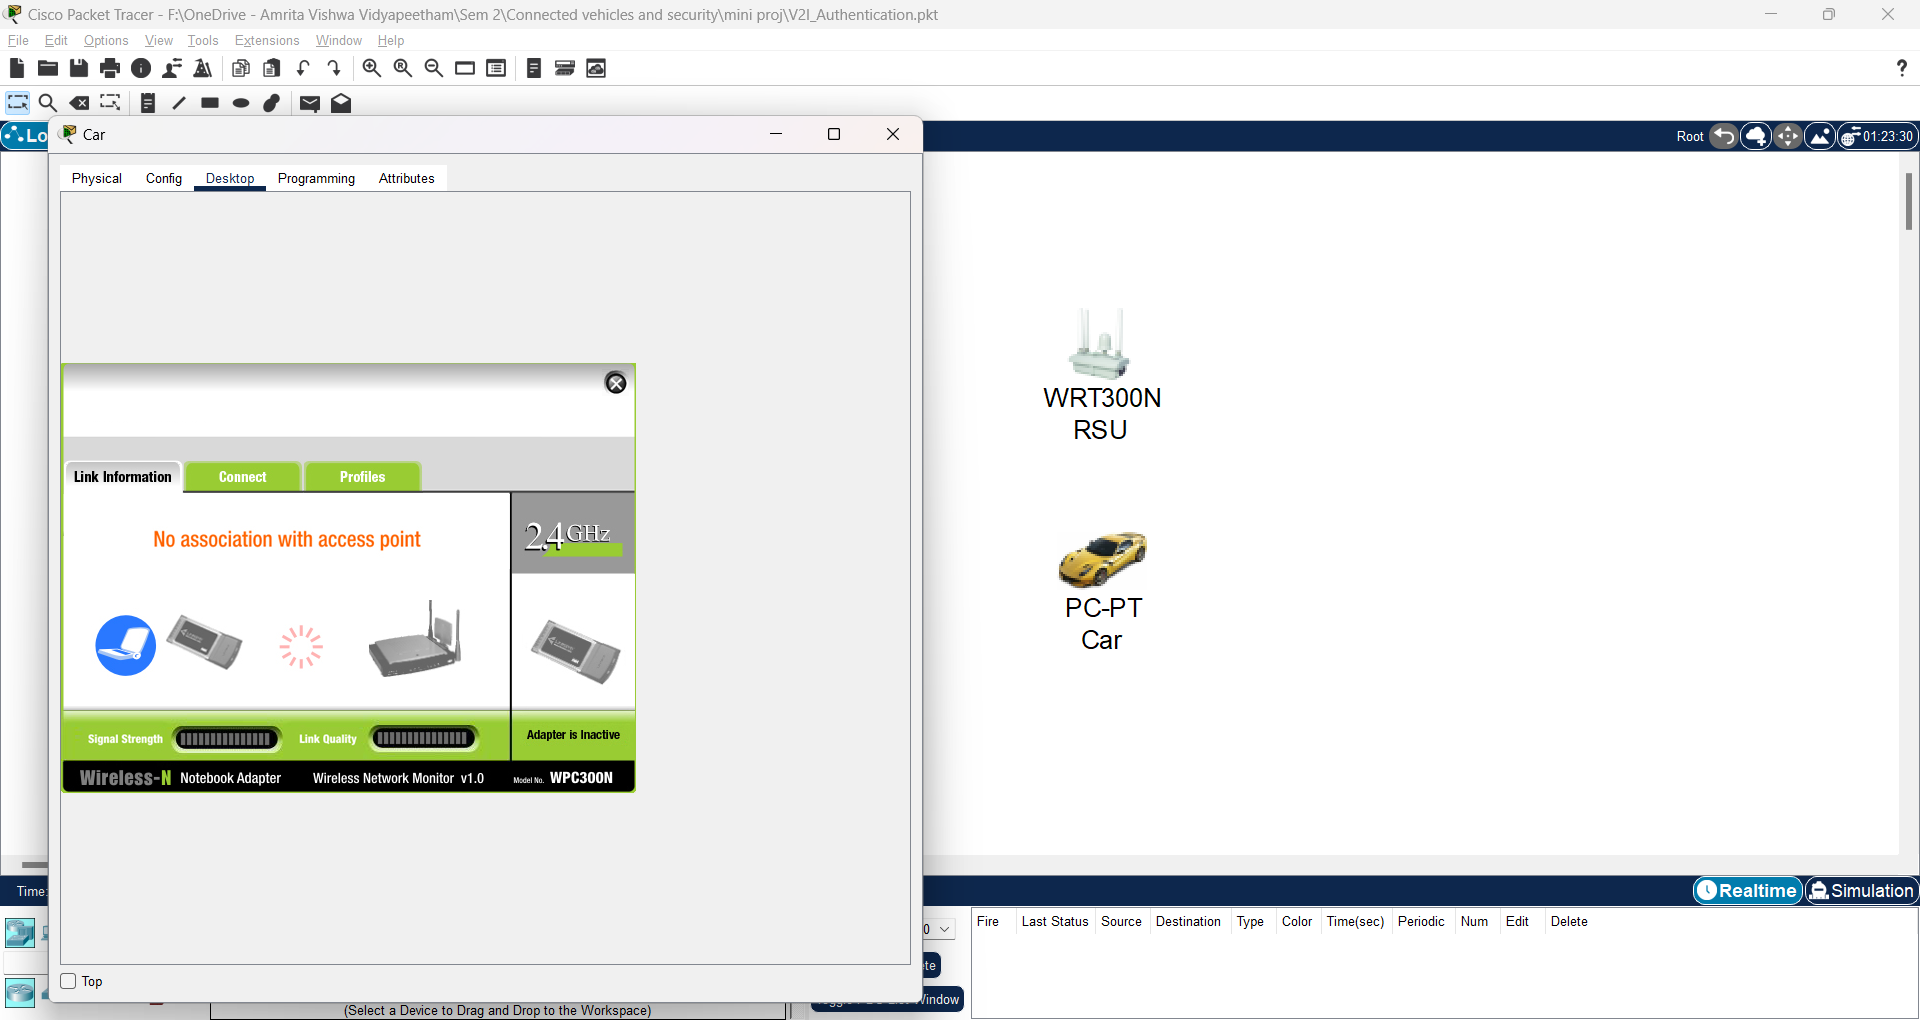 Cisco Packet Tracer - F:\OneDrive - Amrita Vishwa Vidyapeetham\Sem 2\Connected vehicles and security\mini proj\V2I_Authentication.pkt
File Edit Options View Tools Extensions Window Help
?
Lo
Car
Root 01:23:30
Physical Config Desktop Programming Attributes
WRT300N
RSU
Link Information Connect Profiles
No association with access point
2.4GHz
PC-PT
Car
Signal Strength Link Quality Adapter is Inactive
Wireless-N Notebook Adapter Wireless Network Monitor v1.0 Model No. WPC300N
Time:
Realtime Simulation
0
Fire Last Status Source Destination Type Color Time(sec) Periodic Num Edit Delete
te
Top
Window
(Select a Device to Drag and Drop to the Workspace)